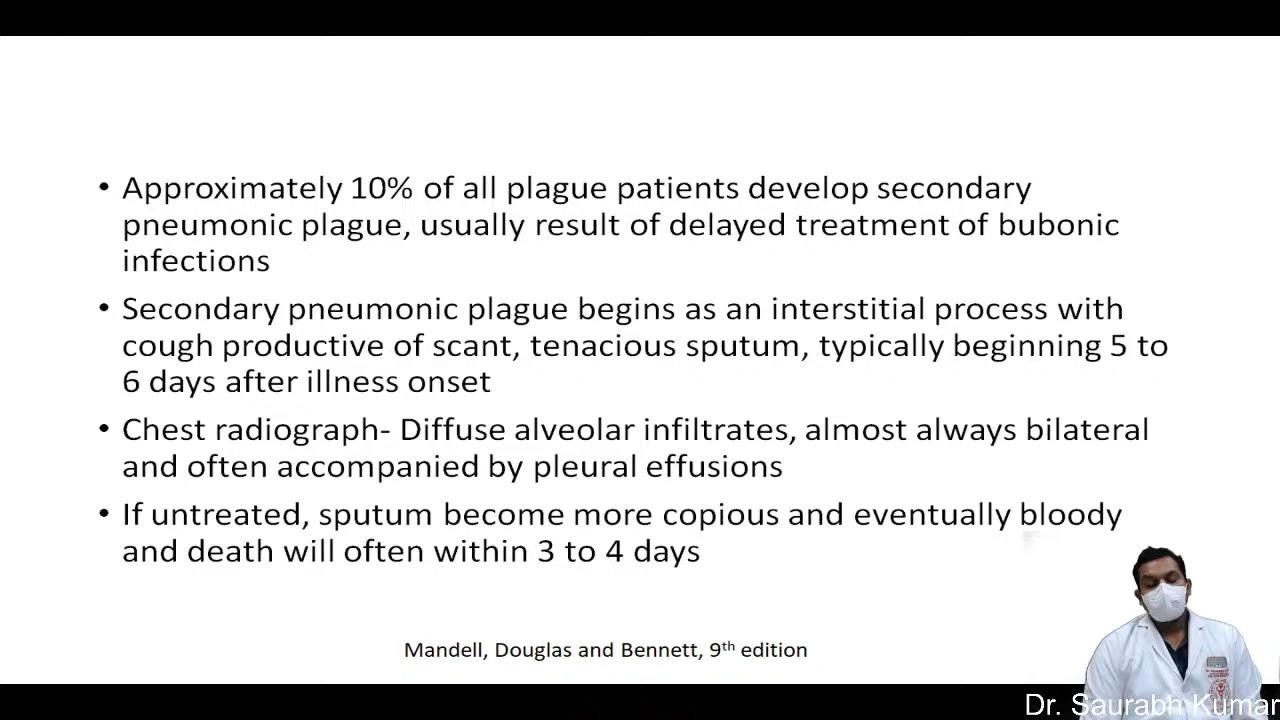 • Approximately 10% of all plague patients develop secondary
pneumonic plague, usually result of delayed treatment of bubonic
infections
• Secondary pneumonic plague begins as an interstitial process with
cough productive of scant, tenacious sputum, typically beginning 5 to
6 days after illness onset
• Chest radiograph- Diffuse alveolar infiltrates, almost always bilateral
and often accompanied by pleural effusions
• If untreated, sputum become more copious and eventually bloody
and death will often within 3 to 4 days
Mandell, Douglas and Bennett, 9th edition
Dr. Saurabh Kumar